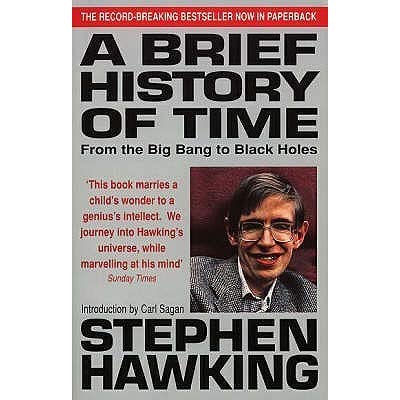 THE RECORD-BREAKING BESTSELLER NOW IN PAPERBACK
A BRIEF
HISTORY
OF TIME
From the Big Bang to Black Holes
'This book marries a
child's wonder to a
genius's intellect. We
journey into Hawking's
universe, while
marvelling at his mind'
Sunday Times
Introduction by Carl Sagan
STEPHEN
HAWKING